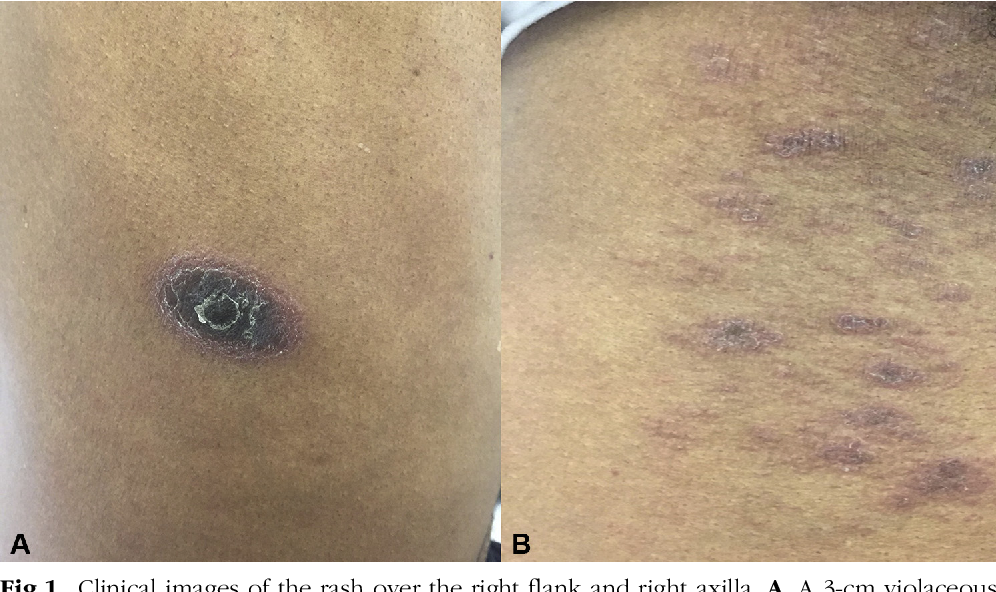 A
B
Fig 1. Clinical images of the rash over the right flank and right axilla. A, A 3-cm violaceous